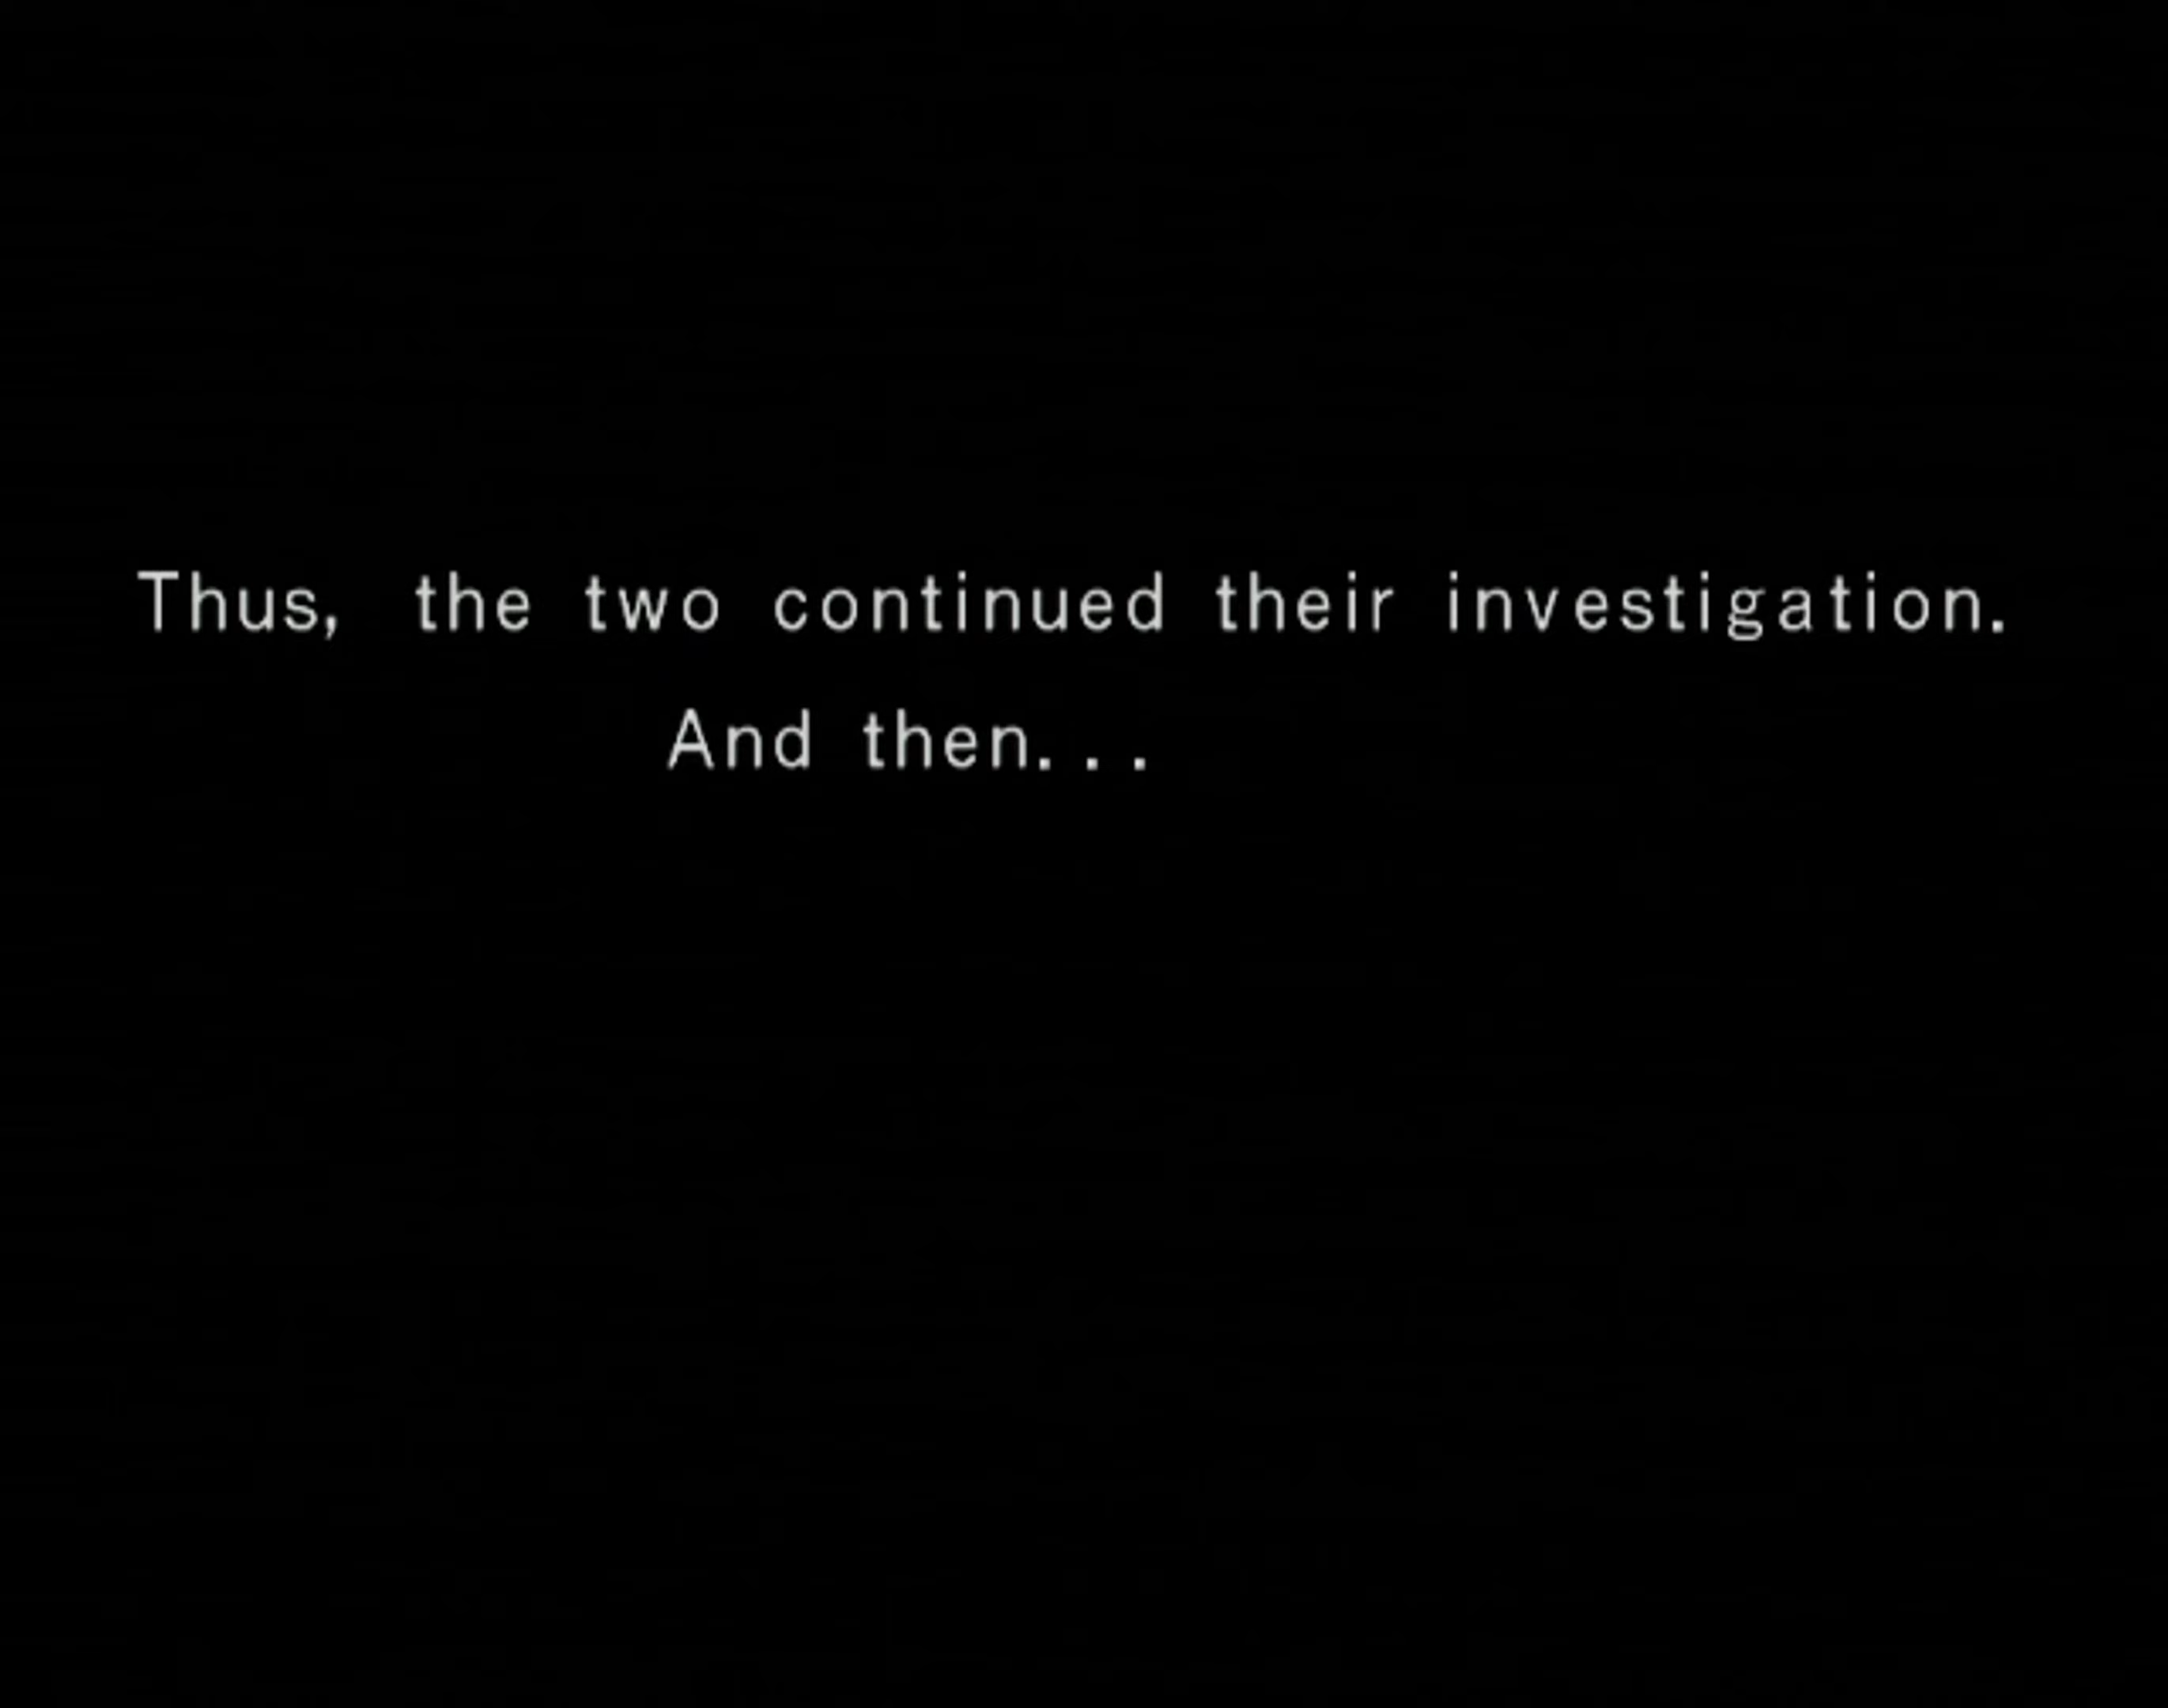 Thus, the two continued their investigation.
And then...